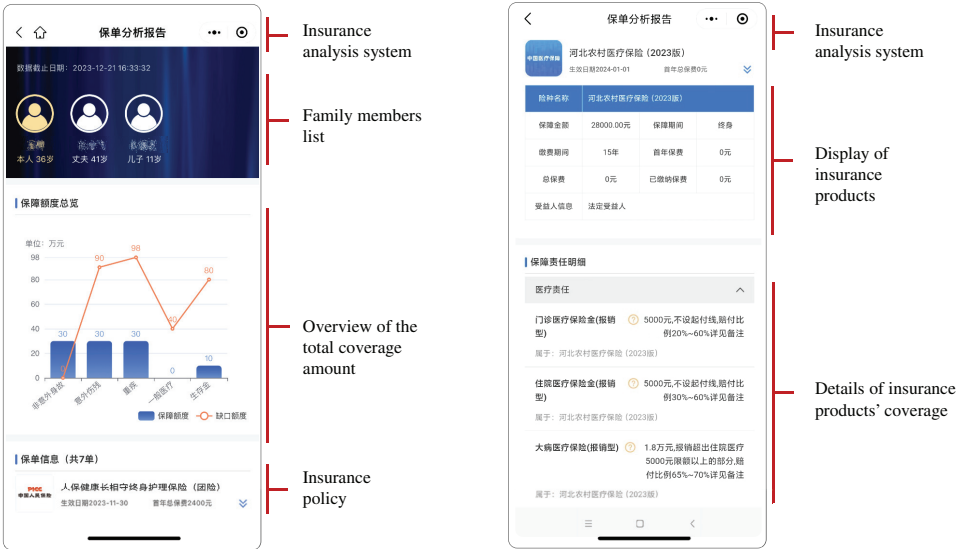 保单分析报告
数据截止日期：2023-12-21 16:33:32
本人 36岁
丈夫 41岁
儿子 11岁
保障额度总览
单位：万元
98
80
60
40
20
0
30
30
30
0
10
0
90
98
40
80
非意外身故
意外伤残
重疾
一般医疗
生存金
保障额度
缺口额度
保单信息（共7单）
PICC
中国人民保险
人保健康长相守终身护理保险（团险）
生效日期2023-11-30
首年总保费2400元
Insurance
analysis system
Family members
list
Overview of the
total coverage
amount
Insurance
policy
保单分析报告
中国医疗保险
河北农村医疗保险（2023版）
生效日期2024-01-01
首年总保费0元
险种名称
河北农村医疗保险（2023版）
保障金额
28000.00元
保障期间
终身
缴费期间
15年
首年保费
0元
总保费
0元
已缴纳保费
0元
受益人信息
法定受益人
保障责任明细
医疗责任
门诊医疗保险金(报销
型)
?
5000元,不设起付线,赔付比
例20%~60%详见备注
属于：河北农村医疗保险（2023版）
住院医疗保险金(报销
型)
?
5000元,不设起付线,赔付比
例30%~60%详见备注
属于：河北农村医疗保险（2023版）
大病医疗保险(报销型)
?
1.8万元,报销超出住院医疗
5000元限额以上的部分,赔
付比例65%~70%详见备注
属于：河北农村医疗保险（2023版）
Insurance
analysis system
Display of
insurance
products
Details of insurance
products' coverage